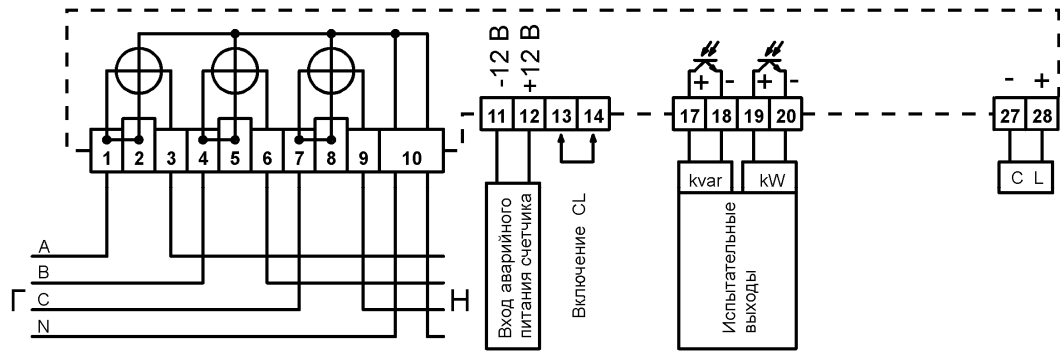 -12 В
+12 В
+ - + -
- +
11 12 13 14
17 18 19 20
27 28
1 2 3 4 5 6 7 8 9 10
kvar
kW
C L
Вход аварийного
питания счетчика
Включение CL
Испытательные
выходы
A
B
Г
C
Н
N